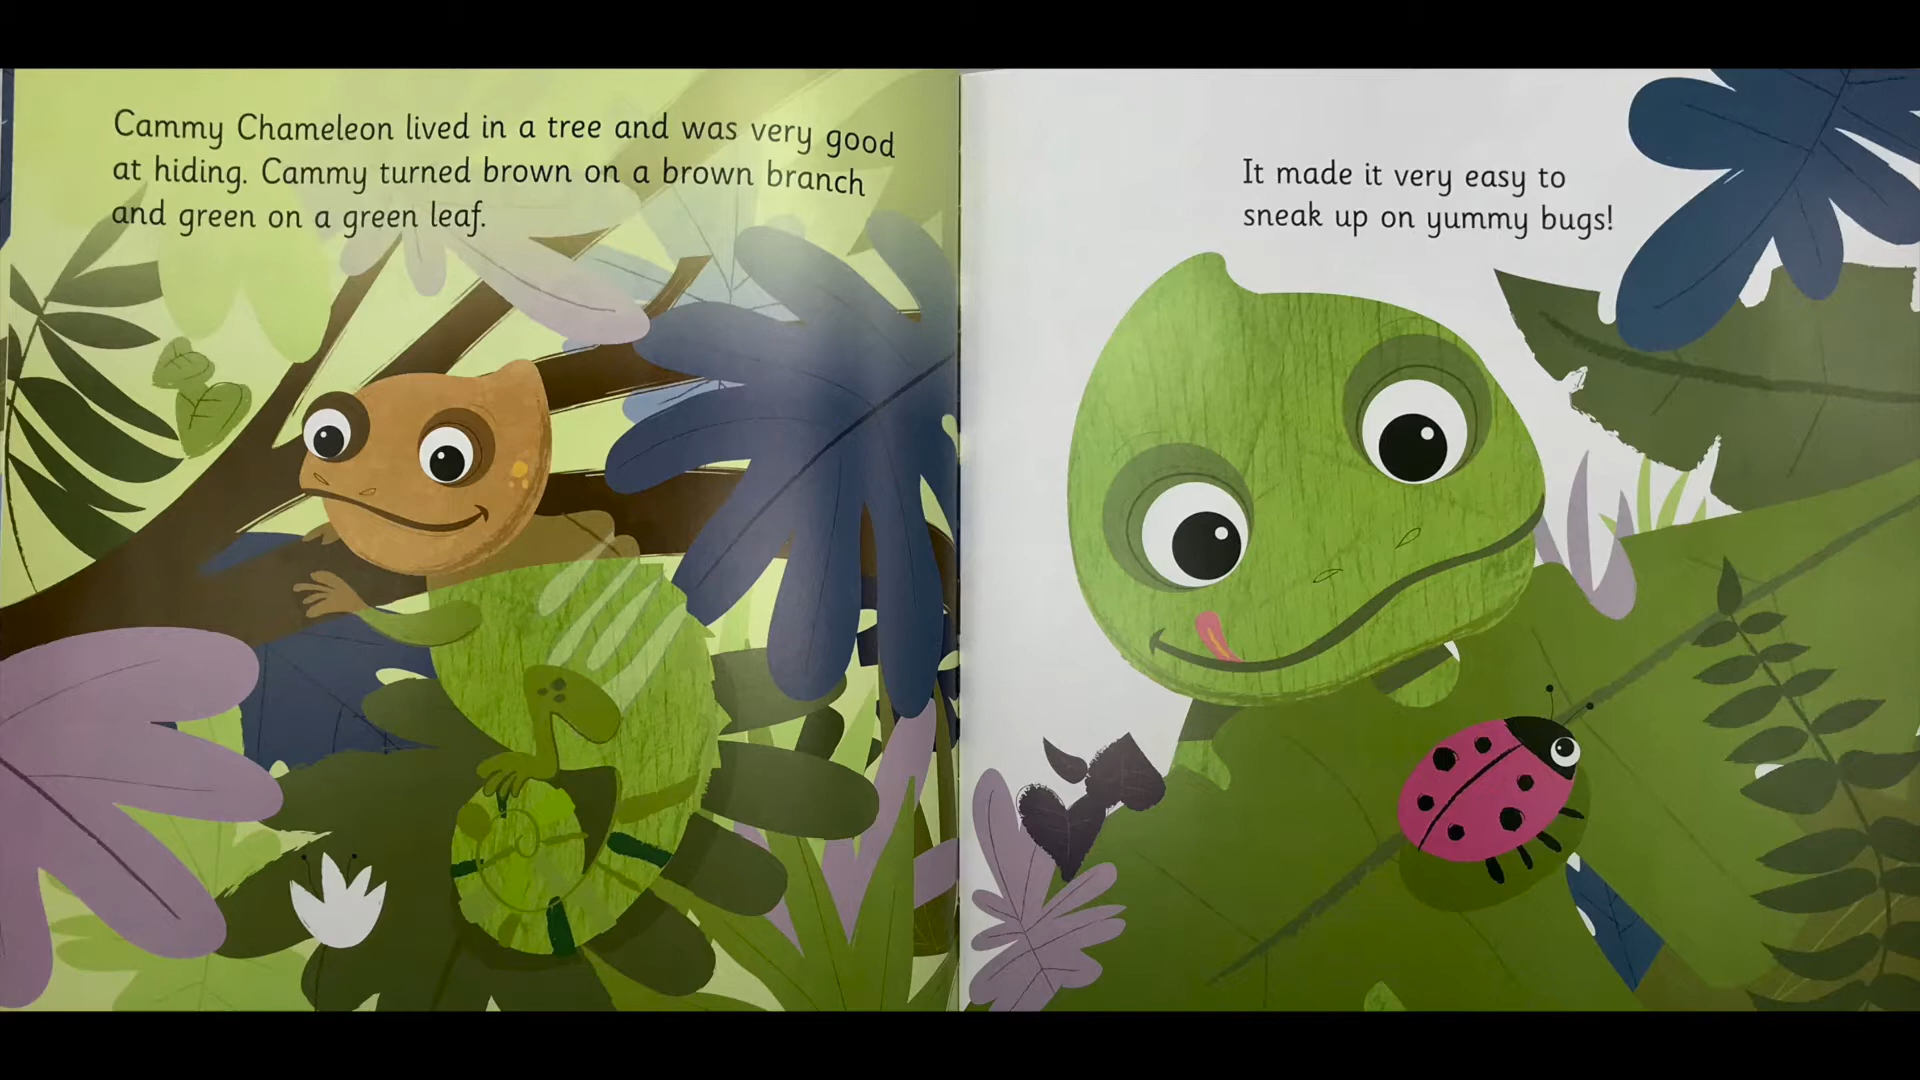 Cammy Chameleon lived in a tree and was very good
at hiding. Cammy turned brown on a brown branch
and green on a green leaf.
It made it very easy to
sneak up on yummy bugs!